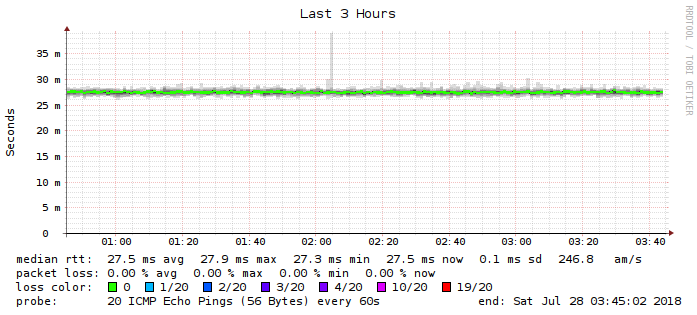 Last 3 Hours
RRDTOOL / TOBI OETIKER
Seconds
35 m
30 m
25 m
20 m
15 m
10 m
5 m
0
01:00 01:20 01:40 02:00 02:20 02:40 03:00 03:20 03:40
median rtt: 27.5 ms avg 27.9 ms max 27.3 ms min 27.5 ms now 0.1 ms sd 246.8 am/s
packet loss: 0.00 % avg 0.00 % max 0.00 % min 0.00 % now
loss color: 0 1/20 2/20 3/20 4/20 10/20 19/20
probe: 20 ICMP Echo Pings (56 Bytes) every 60s end: Sat Jul 28 03:45:02 2018